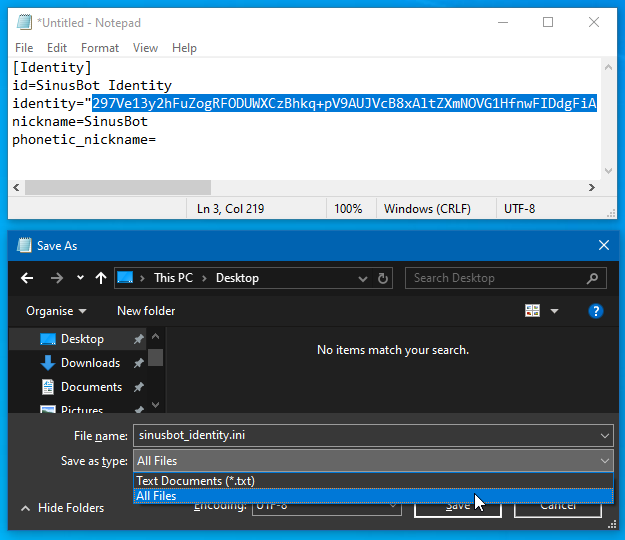 *Untitled - Notepad
File Edit Format View Help
[Identity]
id=SinusBot Identity
identity="297Ve13y2hFuZogRFODUWXCzBhkq+pV9AUJVcB8xAltZXmNOVG1HfnwFIDdgFiA
nickname=SinusBot
phonetic_nickname=
Ln 3, Col 219 100% Windows (CRLF) UTF-8
Save As
This PC > Desktop Search Desktop
Organise New folder
Desktop
Downloads
Documents
Pictures
No items match your search.
File name: sinusbot_identity.ini
Save as type: All Files
Text Documents (*.txt)
All Files
Hide Folders Encoding: UTF-8 Save Cancel